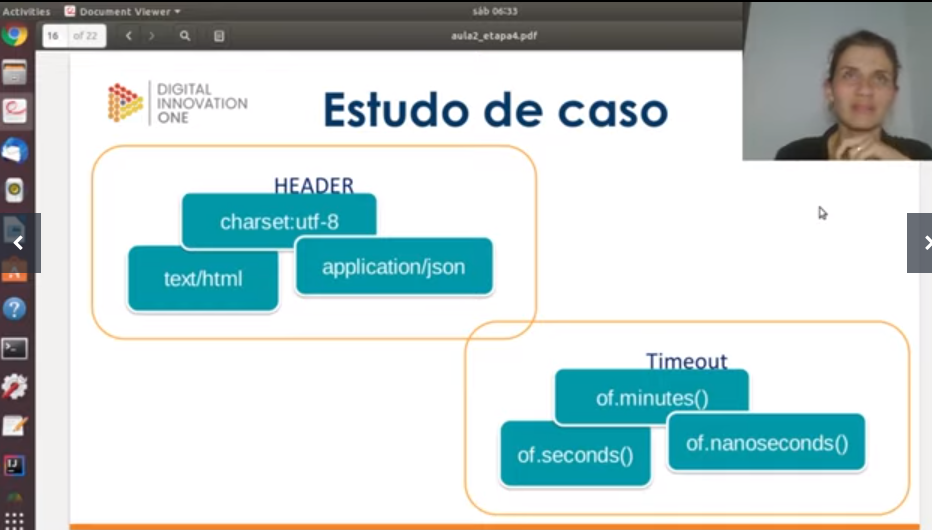 Activities
Document Viewer
sáb 06:33
16
of 22
aula2_etapa4.pdf
DIGITAL
INNOVATION
ONE
Estudo de caso
HEADER
charset:utf-8
text/html
application/json
Timeout
of.minutes()
of.seconds()
of.nanoseconds()